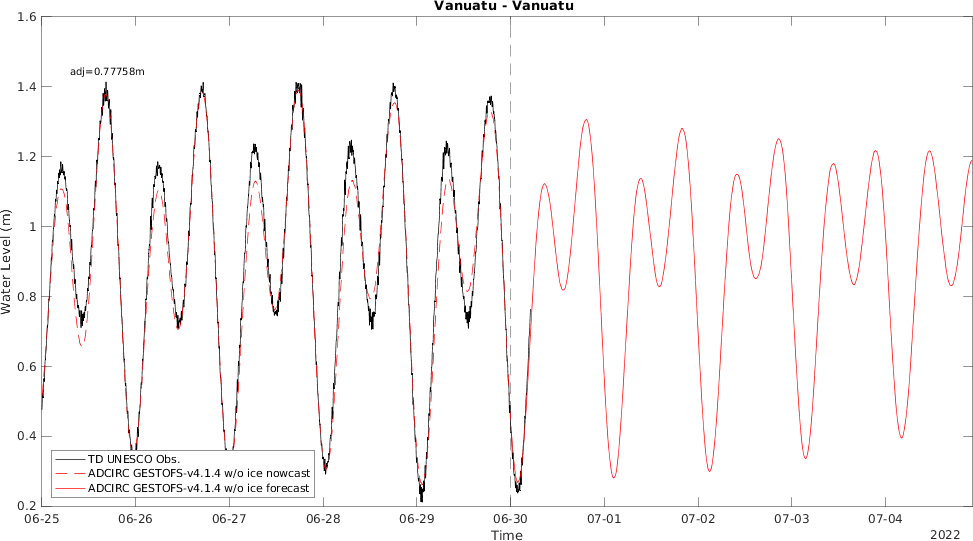 Vanuatu - Vanuatu
1.6
1.4
1.2
1
0.8
0.6
0.4
0.2
Water Level (m)
adj=0.77758m
TD UNESCO Obs.
ADCIRC GESTOFS-v4.1.4 w/o ice nowcast
ADCIRC GESTOFS-v4.1.4 w/o ice forecast
06-25 06-26 06-27 06-28 06-29 06-30 07-01 07-02 07-03 07-04
Time
2022